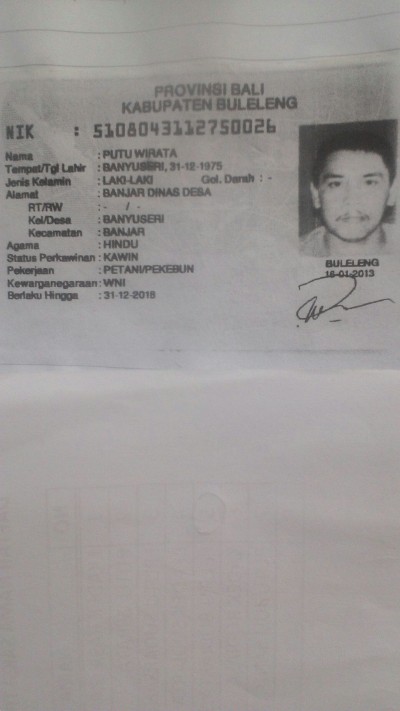 PROVINSI BALI
KABUPATEN BULELENG
NIK : 5108043112750026
Nama : PUTU WIRATA
Tempat/Tgl Lahir : BANYUSERI, 31-12-1975
Jenis Kelamin : LAKI-LAKI Gol. Darah : -
Alamat : BANJAR DINAS DESA
RT/RW : - / -
Kel/Desa : BANYUSERI
Kecamatan : BANJAR
Agama : HINDU
Status Perkawinan : KAWIN
Pekerjaan : PETANI/PEKEBUN
Kewarganegaraan : WNI
Berlaku Hingga : 31-12-2018
BULELENG
16-01-2013